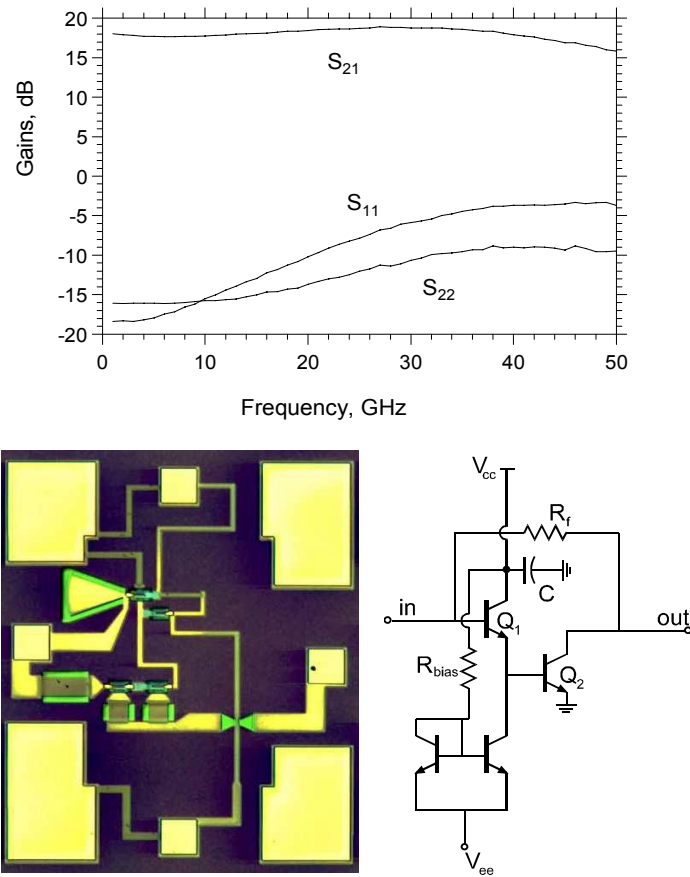 20
15
10
5
0
-5
-10
-15
-20
Gains, dB
S21
S11
S22
0 10 20 30 40 50
Frequency, GHz
Vcc
Rf
C
in
Q1
out
Rbias
Q2
Vee